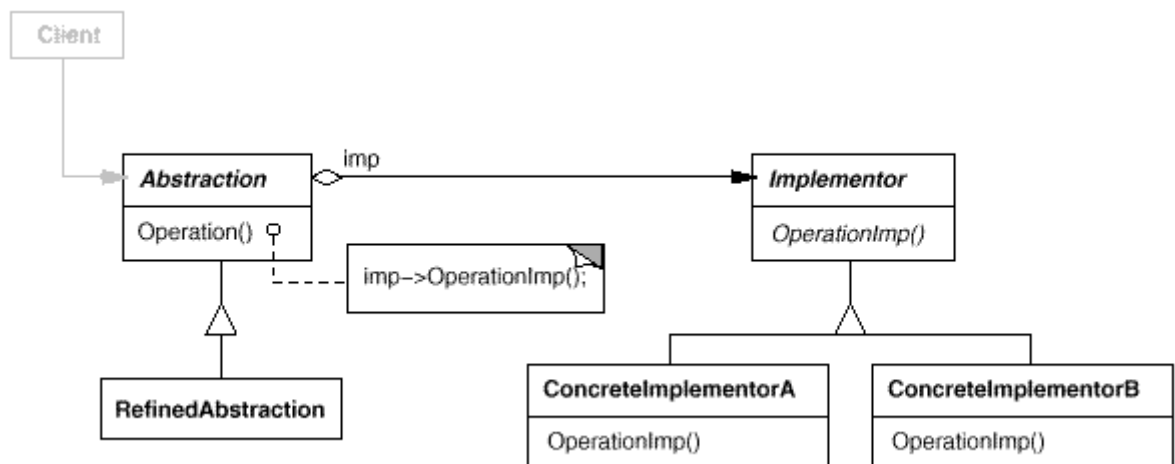 Client
imp
Abstraction
Implementor
Operation()
OperationImp()
imp->OperationImp();
RefinedAbstraction
ConcreteImplementorA
OperationImp()
ConcreteImplementorB
OperationImp()